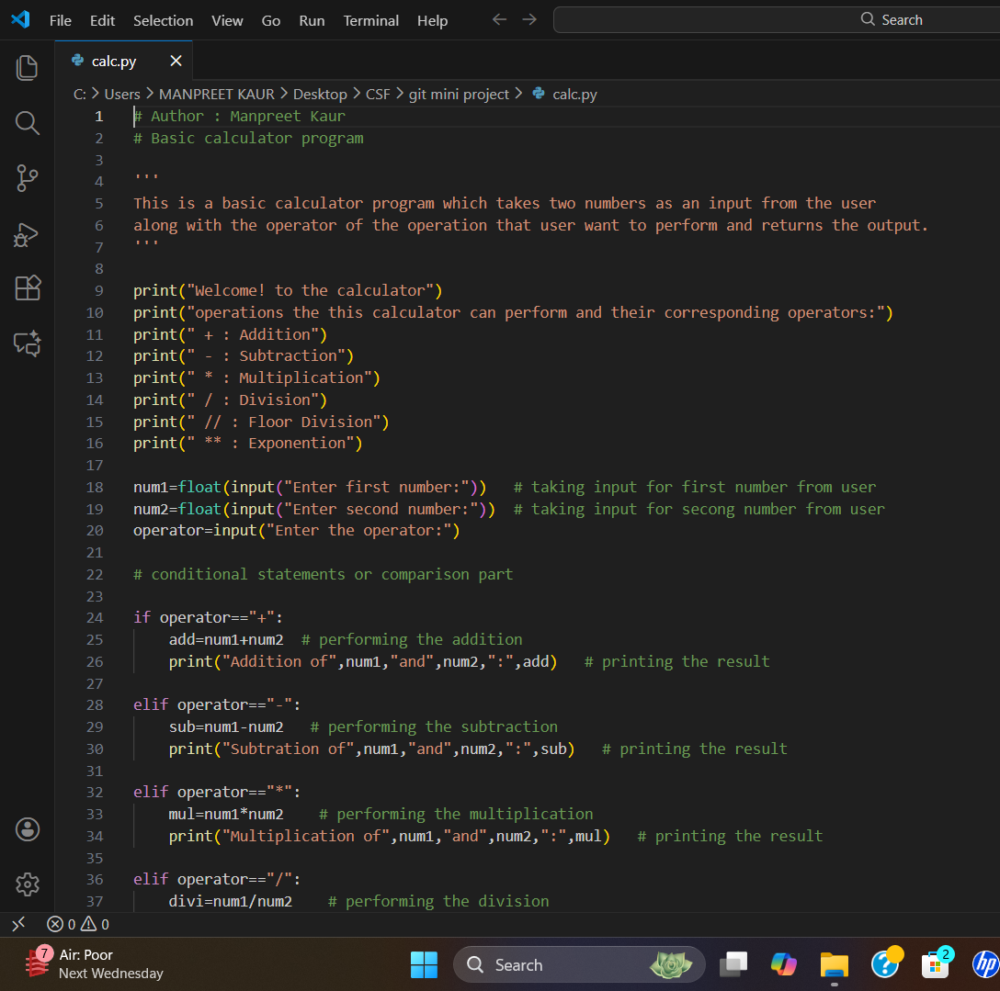 File Edit Selection View Go Run Terminal Help Search
calc.py
C: > Users > MANPREET KAUR > Desktop > CSF > git mini project > calc.py
1 # Author : Manpreet Kaur
2 # Basic calculator program
3
4 '''
5 This is a basic calculator program which takes two numbers as an input from the user
6 along with the operator of the operation that user want to perform and returns the output.
7 '''
8
9 print("Welcome! to the calculator")
10 print("operations the this calculator can perform and their corresponding operators:")
11 print(" + : Addition")
12 print(" - : Subtraction")
13 print(" * : Multiplication")
14 print(" / : Division")
15 print(" // : Floor Division")
16 print(" ** : Exponention")
17
18 num1=float(input("Enter first number:"))   # taking input for first number from user
19 num2=float(input("Enter second number:"))  # taking input for secong number from user
20 operator=input("Enter the operator:")
21
22 # conditional statements or comparison part
23
24 if operator=="+":
25     add=num1+num2  # performing the addition
26     print("Addition of",num1,"and",num2,":",add)   # printing the result
27
28 elif operator=="-":
29     sub=num1-num2   # performing the subtraction
30     print("Subtration of",num1,"and",num2,":",sub)   # printing the result
31
32 elif operator=="*":
33     mul=num1*num2    # performing the multiplication
34     print("Multiplication of",num1,"and",num2,":",mul)   # printing the result
35
36 elif operator=="/":
37     divi=num1/num2    # performing the division
0 0
7 Air: Poor
Next Wednesday
Search
2
hp